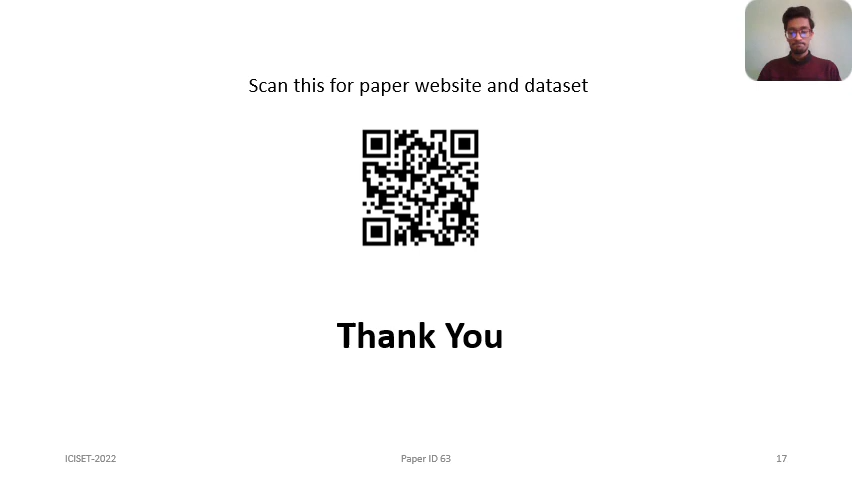 Scan this for paper website and dataset
Thank You
ICISET-2022
Paper ID 63
17